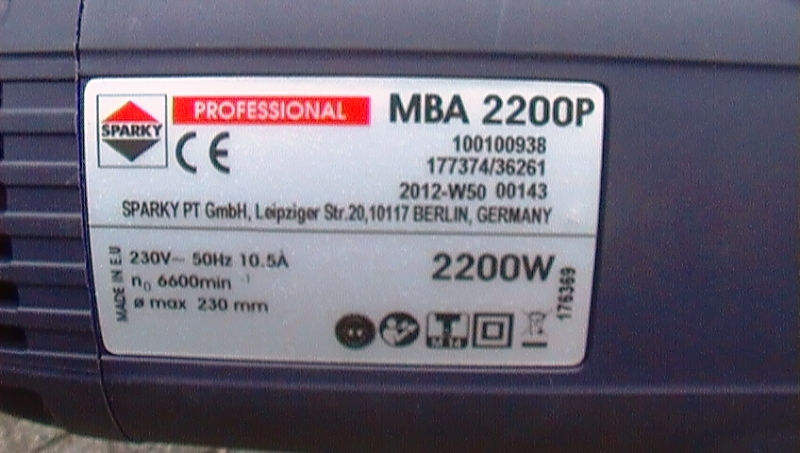 SPARKY
PROFESSIONAL
MBA 2200P
CE
100100938
177374/36261
2012-W50 00143
SPARKY PT GmbH, Leipziger Str.20,10117 BERLIN, GERMANY
MADE IN E.U
230V~ 50Hz 10.5A
2200W
n₀ 6600min⁻¹
ø max 230 mm
M 14
176369